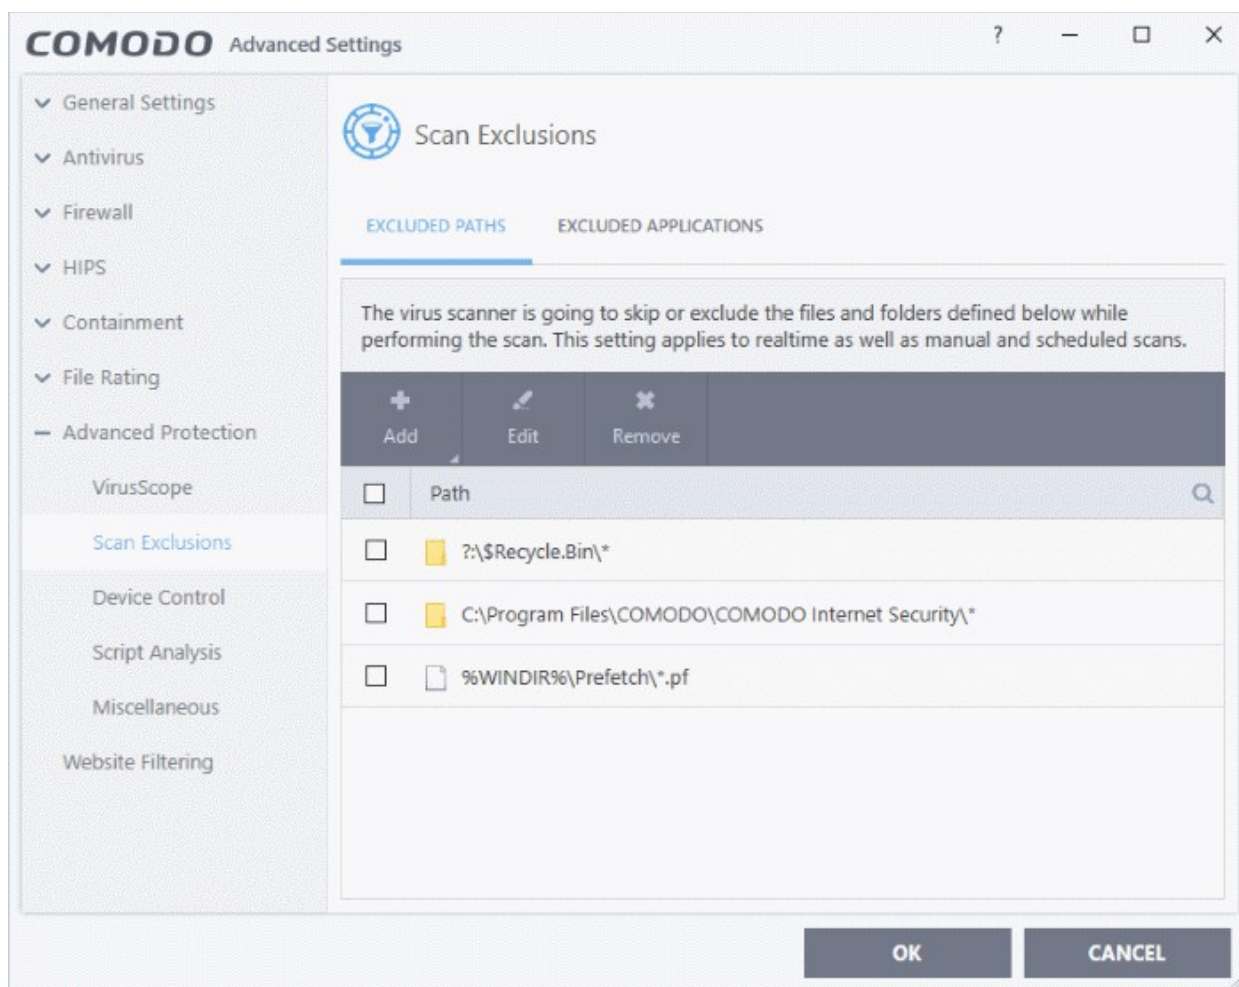 COMODO Advanced Settings ?
General Settings
Antivirus
Firewall
HIPS
Containment
File Rating
Advanced Protection
VirusScope
Scan Exclusions
Device Control
Script Analysis
Miscellaneous
Website Filtering
Scan Exclusions
EXCLUDED PATHS EXCLUDED APPLICATIONS
The virus scanner is going to skip or exclude the files and folders defined below while
performing the scan. This setting applies to realtime as well as manual and scheduled scans.
Add Edit Remove
Path
?:\$Recycle.Bin\*
C:\Program Files\COMODO\COMODO Internet Security\*
%WINDIR%\Prefetch\*.pf
OK CANCEL